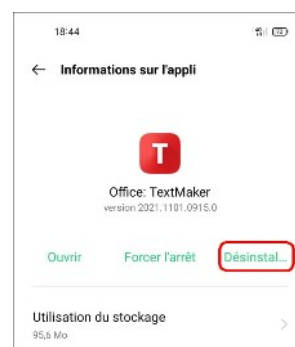 18:44
← Informations sur l'appli
T
Office: TextMaker
version 2021.1101.0915.0
Ouvrir Forcer l'arrêt Désinstal...
Utilisation du stockage
95,6 Mo